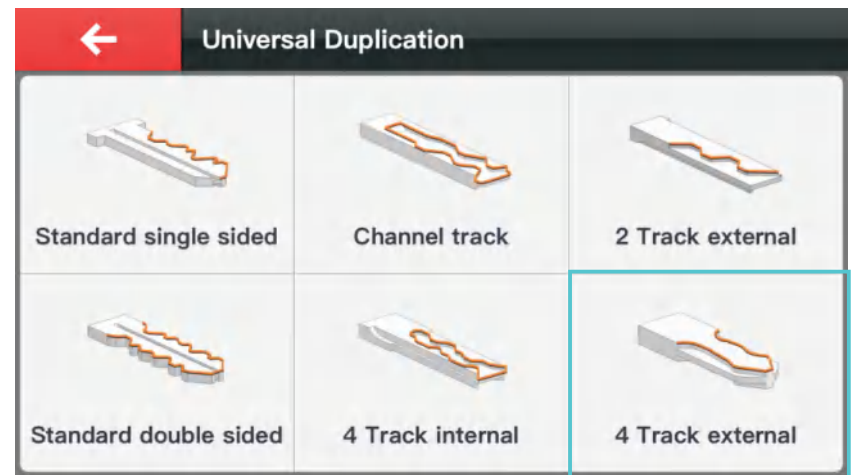 Universal Duplication
Standard single sided
Channel track
2 Track external
Standard double sided
4 Track internal
4 Track external